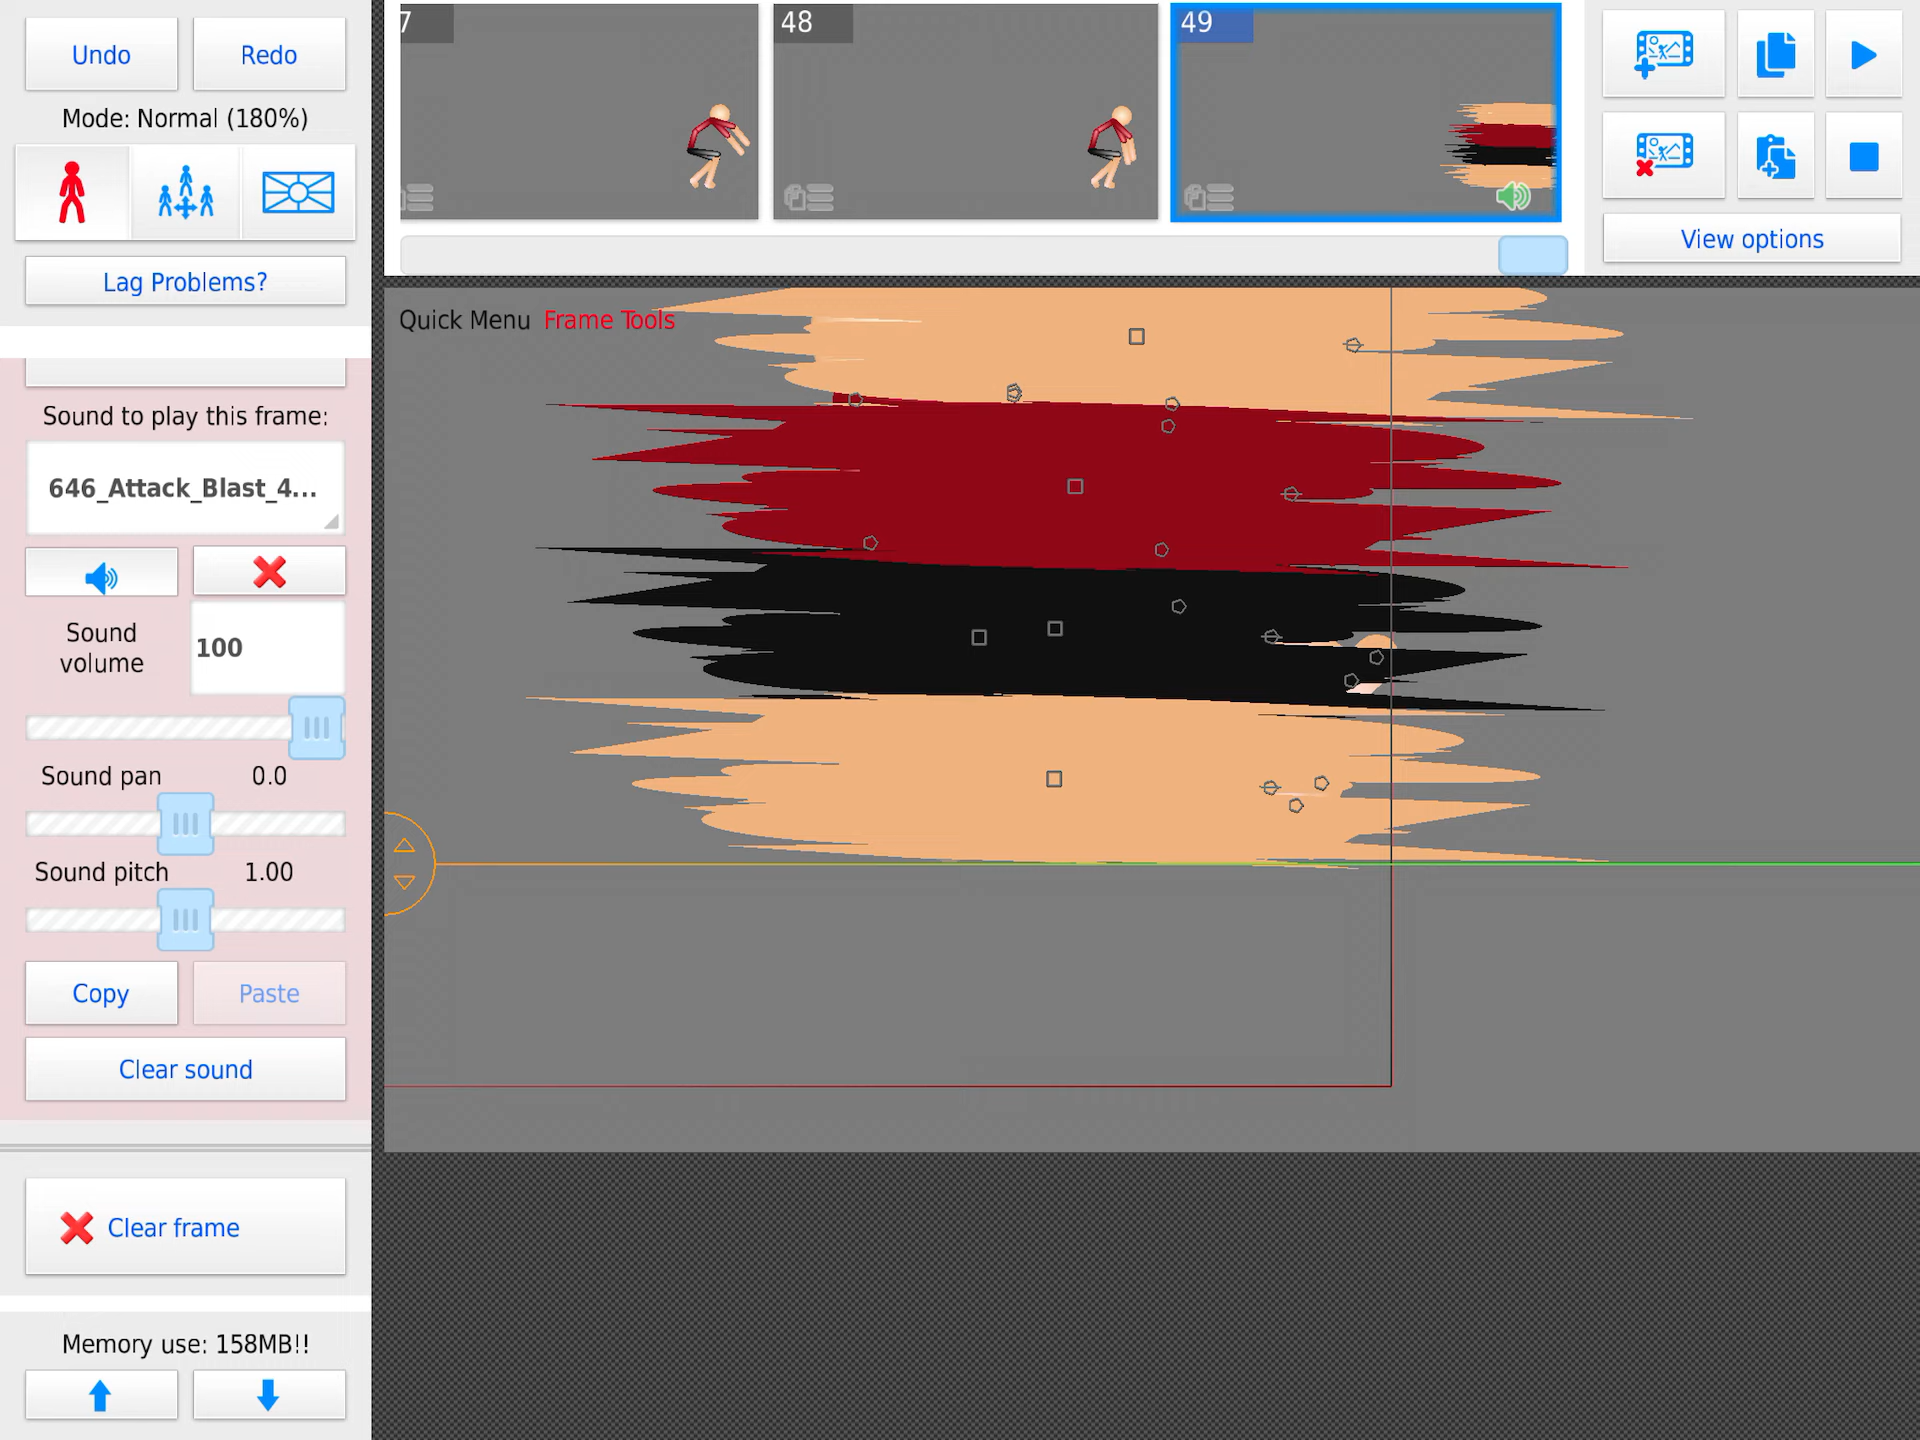 Undo
Redo
Mode: Normal (180%)
Lag Problems?
7
48
49
View options
Quick Menu
Frame Tools
Sound to play this frame:
646_Attack_Blast_4...
Sound
volume
100
Sound pan
0.0
Sound pitch
1.00
Copy
Paste
Clear sound
Clear frame
Memory use: 158MB!!